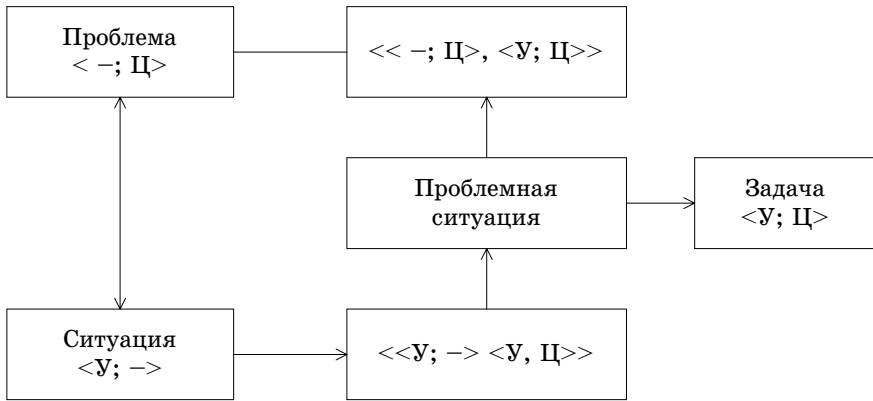 Проблема
< –; Ц>
<< –; Ц>, <У; Ц>>
Проблемная
ситуация
Задача
<У; Ц>
Ситуация
<У; –>
<<У; –> <У, Ц>>